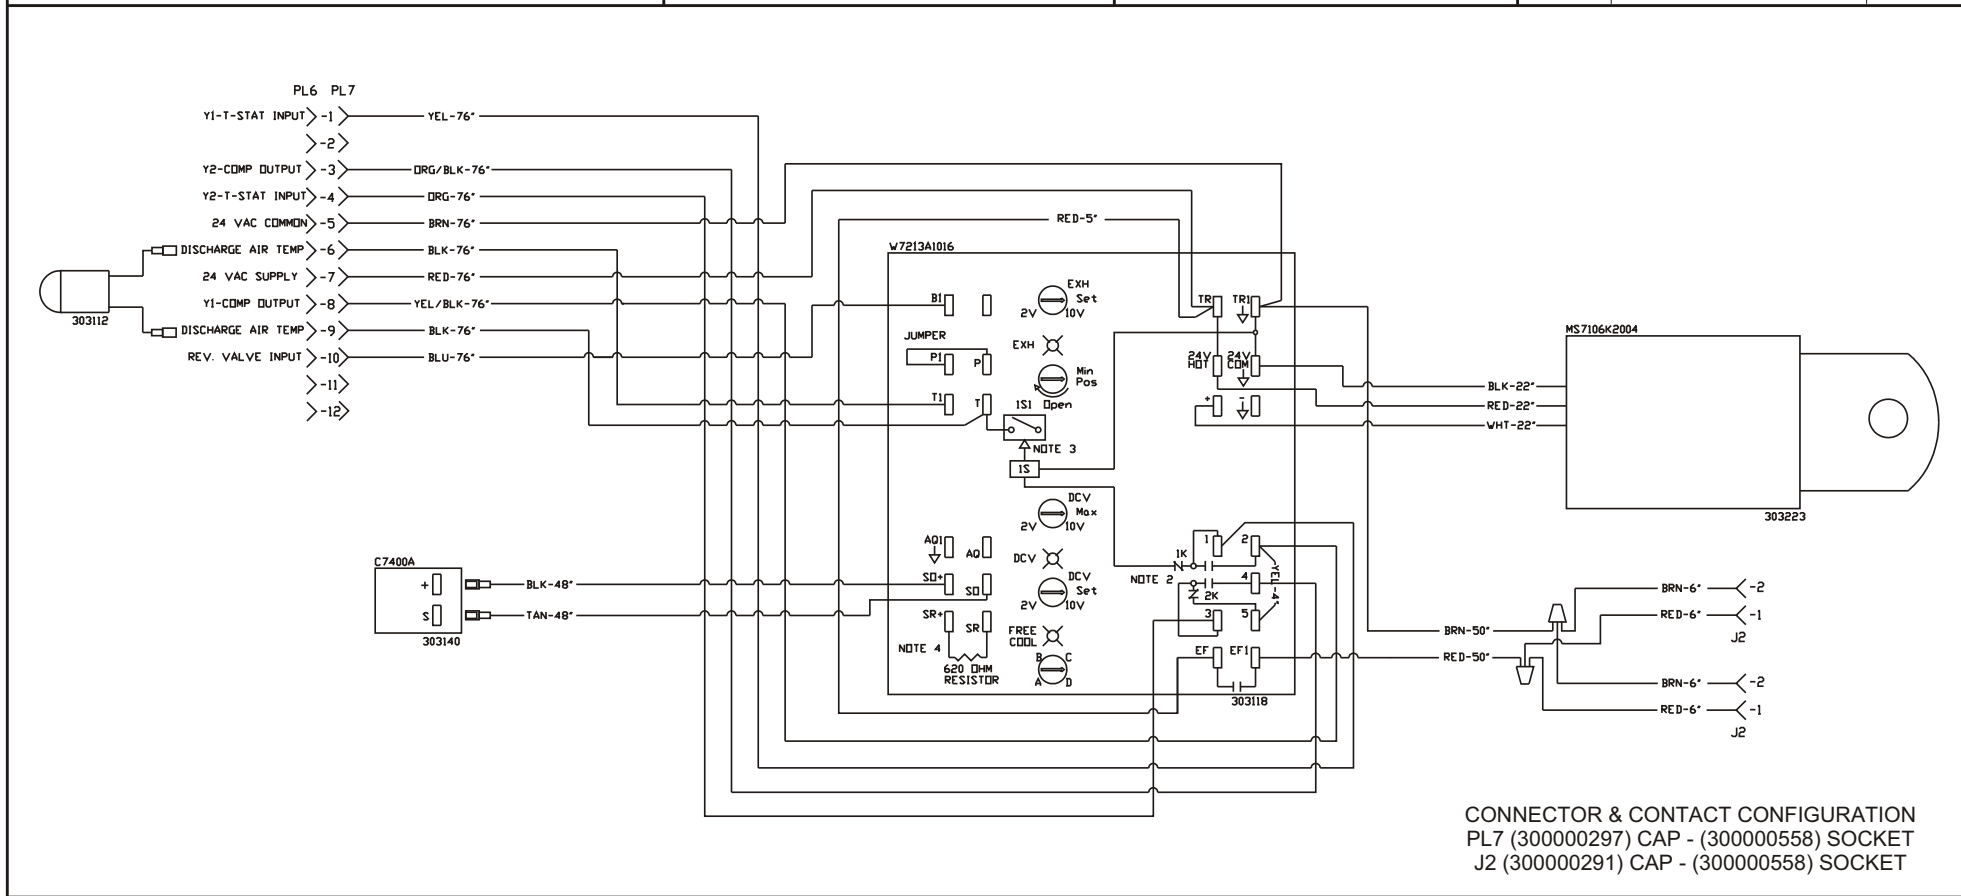 PL6 PL7
Y1-T-STAT INPUT -1 YEL-76"
-2
Y2-COMP OUTPUT -3 ORG/BLK-76"
Y2-T-STAT INPUT -4 ORG-76"
24 VAC COMMON -5 BRN-76"
DISCHARGE AIR TEMP -6 BLK-76"
24 VAC SUPPLY -7 RED-76"
Y1-COMP OUTPUT -8 YEL/BLK-76"
DISCHARGE AIR TEMP -9 BLK-76"
REV. VALVE INPUT -10 BLU-76"
-11
-12
303112
C7400A
+
S
303140
BLK-48"
TAN-48"
RED-5"
W7213A1016
B1
JUMPER
P1 P
T1 T
EXH
Set
2V 10V
EXH
Min
Pos
Open
1S1
NOTE 3
1S
DCV
Max
2V 10V
AQ1 AQ
DCV
SO+ SO
DCV
Set
2V 10V
SR+ SR
FREE
COOL
NOTE 4
620 OHM
RESISTOR
B C
A D
TR TR1
24V
HOT
24V
COM
+ -
1 2
1K
NOTE 2
4
2K
YEL-4"
3 5
EF EF1
303118
MS7106K2004
BLK-22"
RED-22"
WHT-22"
303223
BRN-50"
RED-50"
BRN-6" -2
RED-6" -1
J2
BRN-6" -2
RED-6" -1
J2
CONNECTOR & CONTACT CONFIGURATION
PL7 (300000297) CAP - (300000558) SOCKET
J2 (300000291) CAP - (300000558) SOCKET